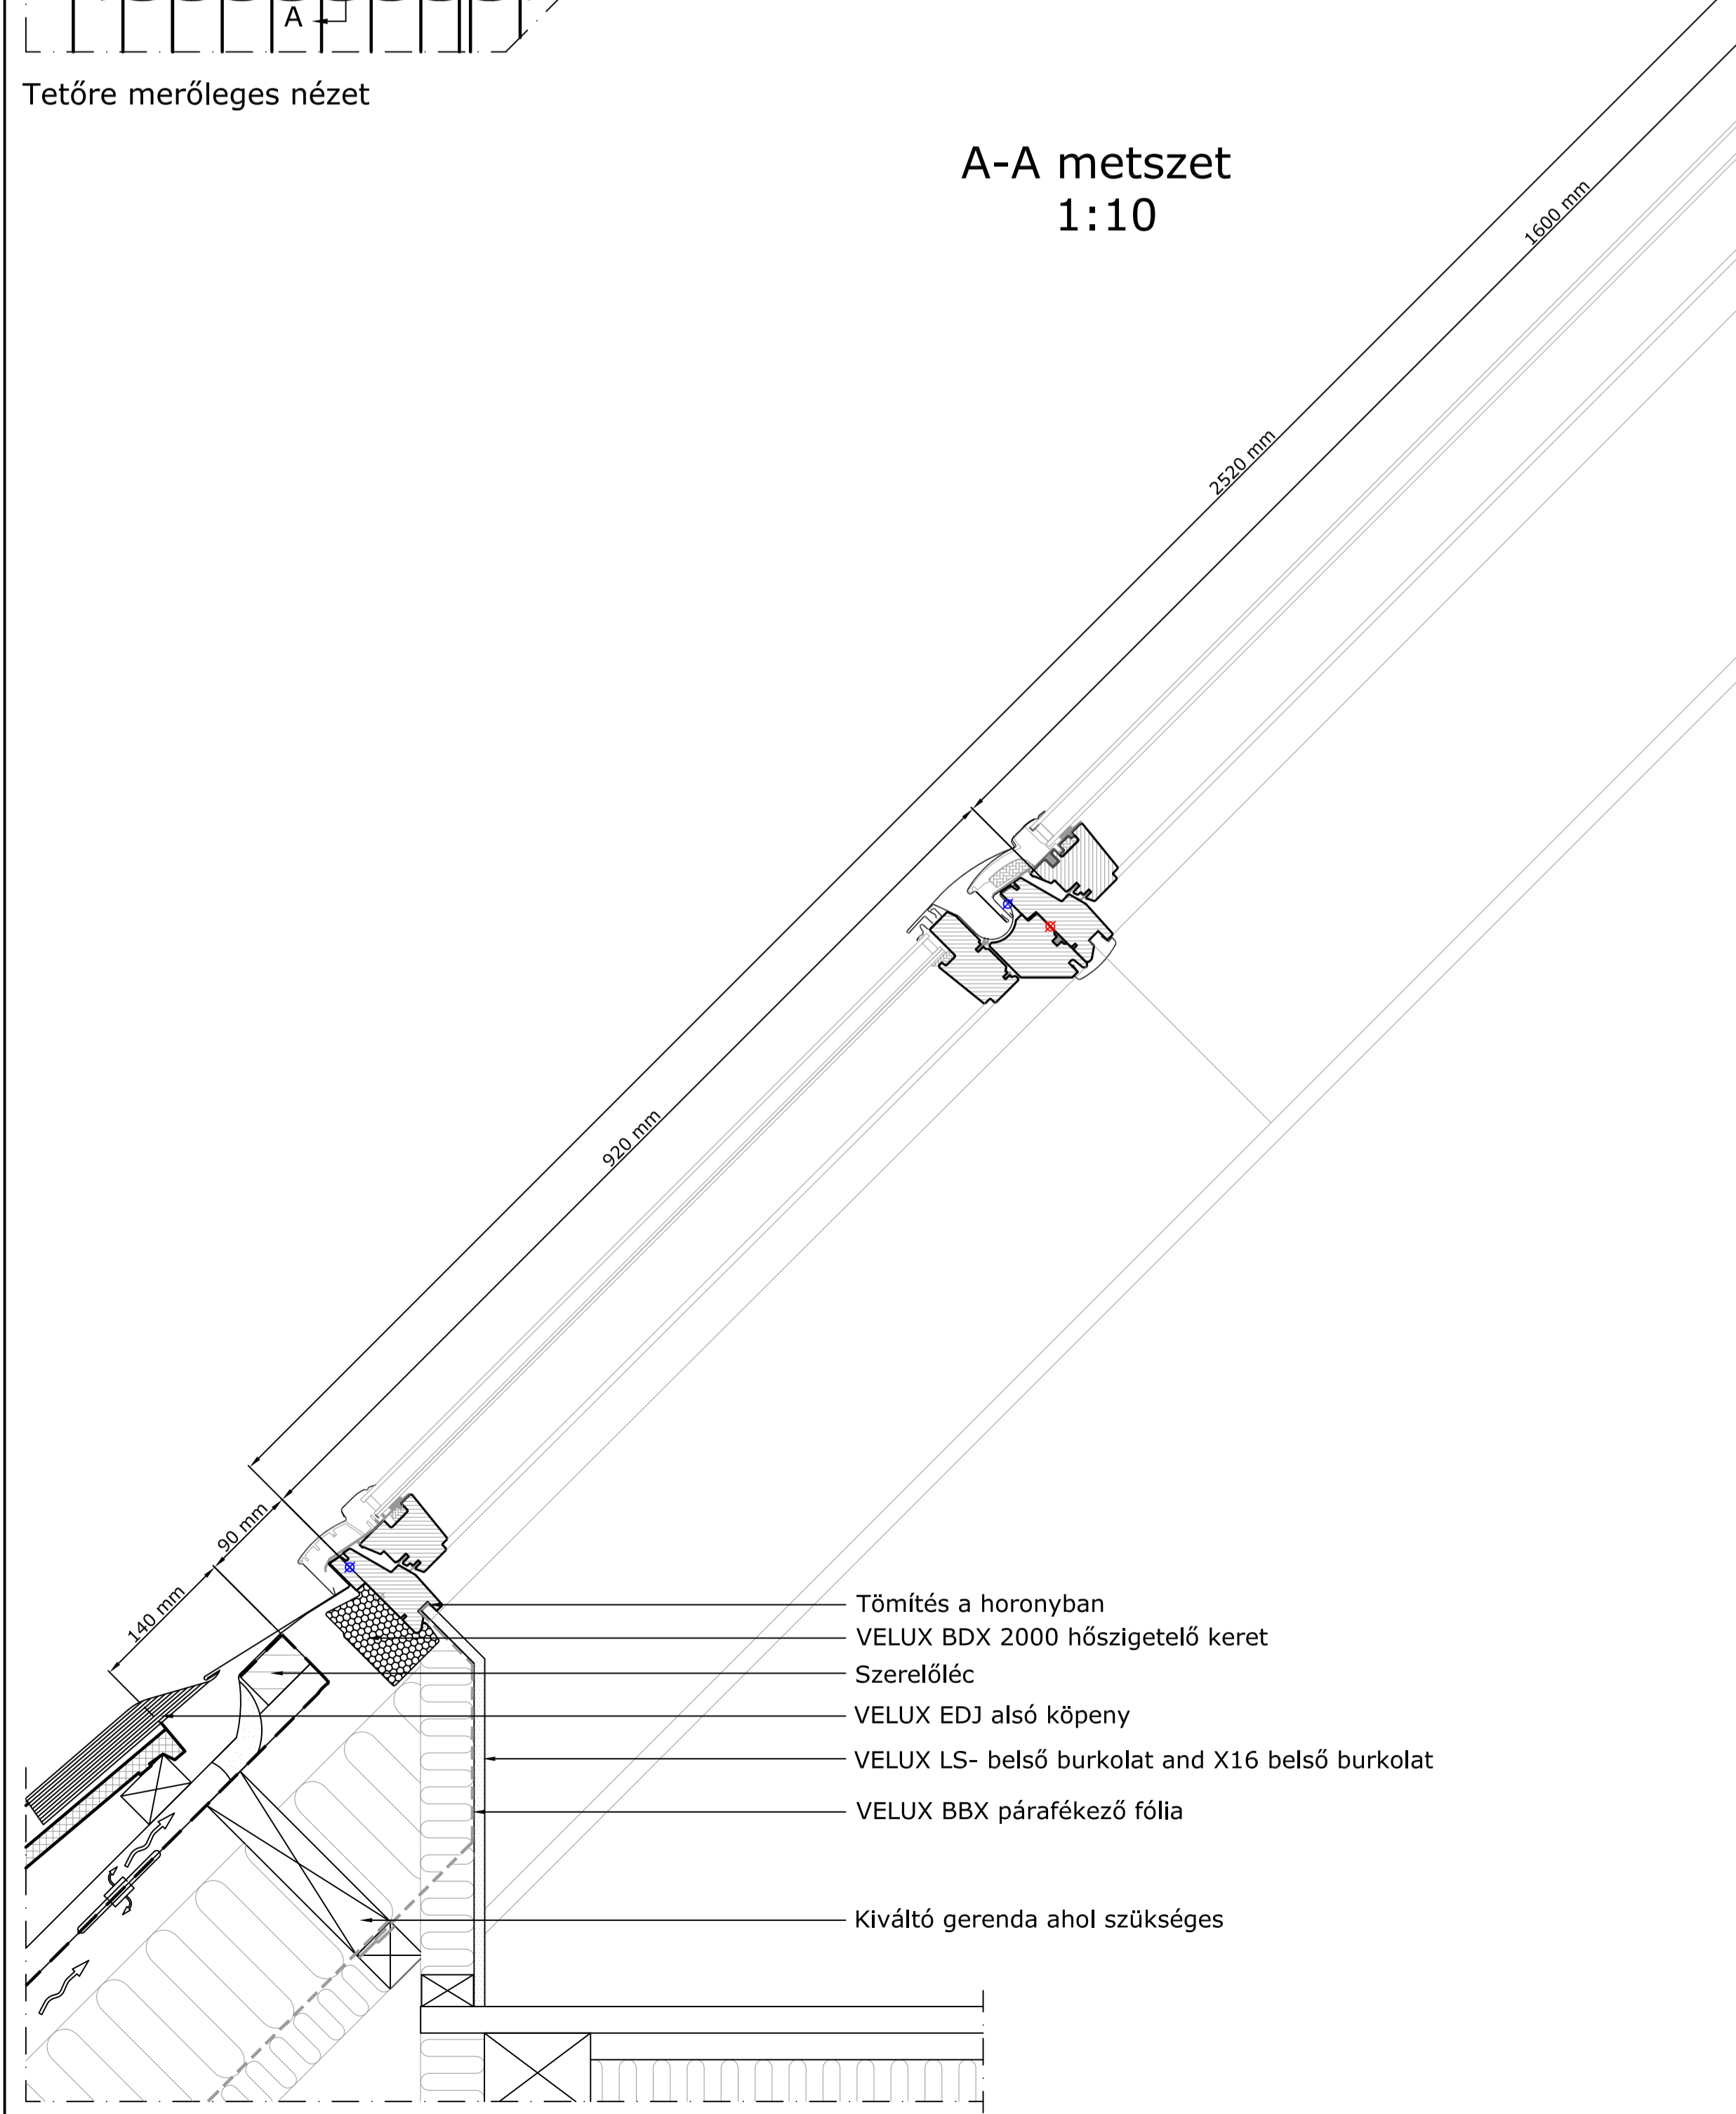 A
Tetőre merőleges nézet
A-A metszet
1:10
1600 mm
2520 mm
920 mm
90 mm
140 mm
Tömítés a horonyban
VELUX BDX 2000 hőszigetelő keret
Szerelőléc
VELUX EDJ alsó köpeny
VELUX LS- belső burkolat and X16 belső burkolat
VELUX BBX párafékező fólia
Kiváltó gerenda ahol szükséges